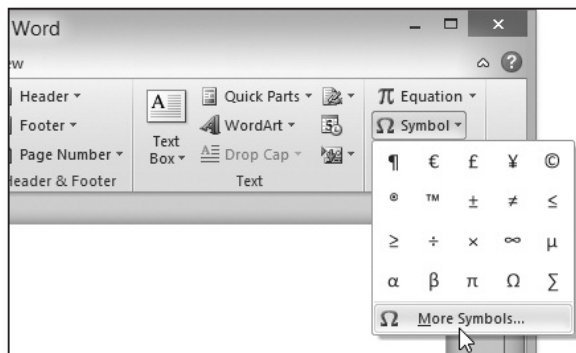 Word
ew
Header
Footer
Page Number
Header & Footer
A
Text
Box
Quick Parts
WordArt
Drop Cap
Text
π Equation
Ω Symbol
¶ € £ ¥ ©
® ™ ± ≠ ≤
≥ ÷ × ∞ µ
α β π Ω ∑
Ω More Symbols...